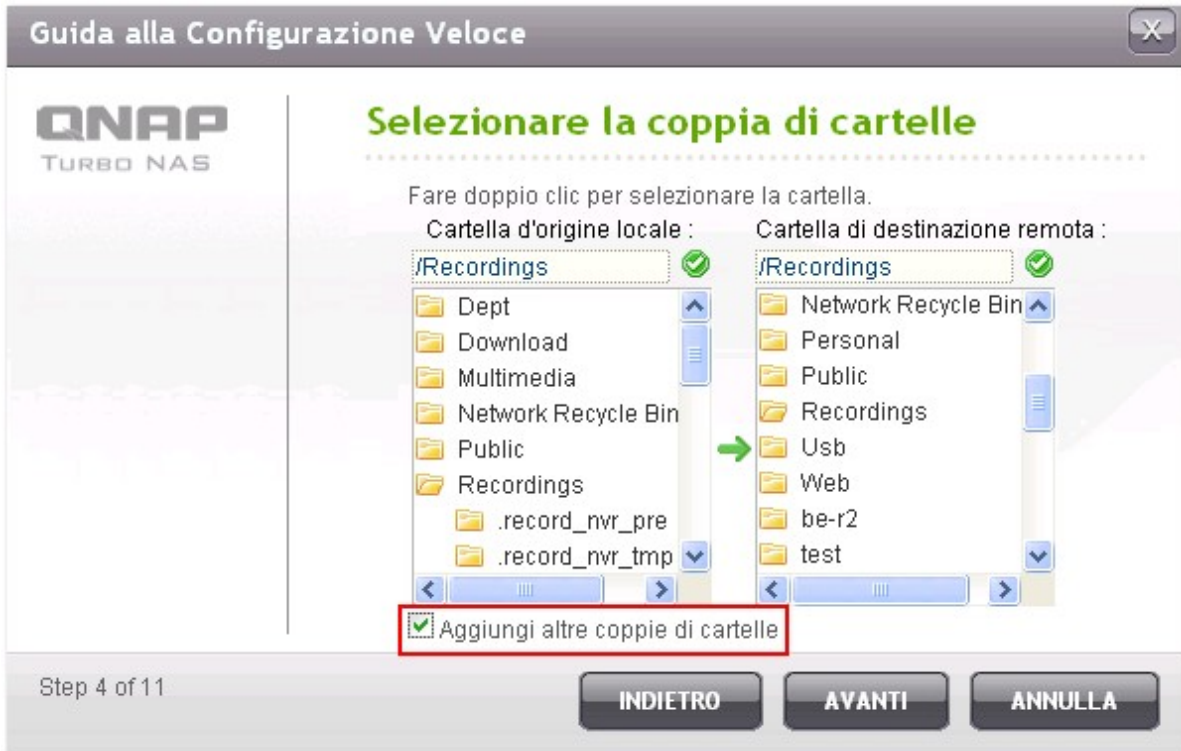 Guida alla Configurazione Veloce
QNAP
TURBO NAS
Selezionare la coppia di cartelle
Fare doppio clic per selezionare la cartella.
Cartella d'origine locale :
/Recordings
Dept
Download
Multimedia
Network Recycle Bin
Public
Recordings
.record_nvr_pre
.record_nvr_tmp
Cartella di destinazione remota :
/Recordings
Network Recycle Bin
Personal
Public
Recordings
Usb
Web
be-r2
test
Aggiungi altre coppie di cartelle
Step 4 of 11
INDIETRO
AVANTI
ANNULLA